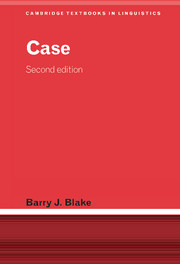 CAMBRIDGE TEXTBOOKS IN LINGUISTICS
Case
Second edition
Barry J. Blake